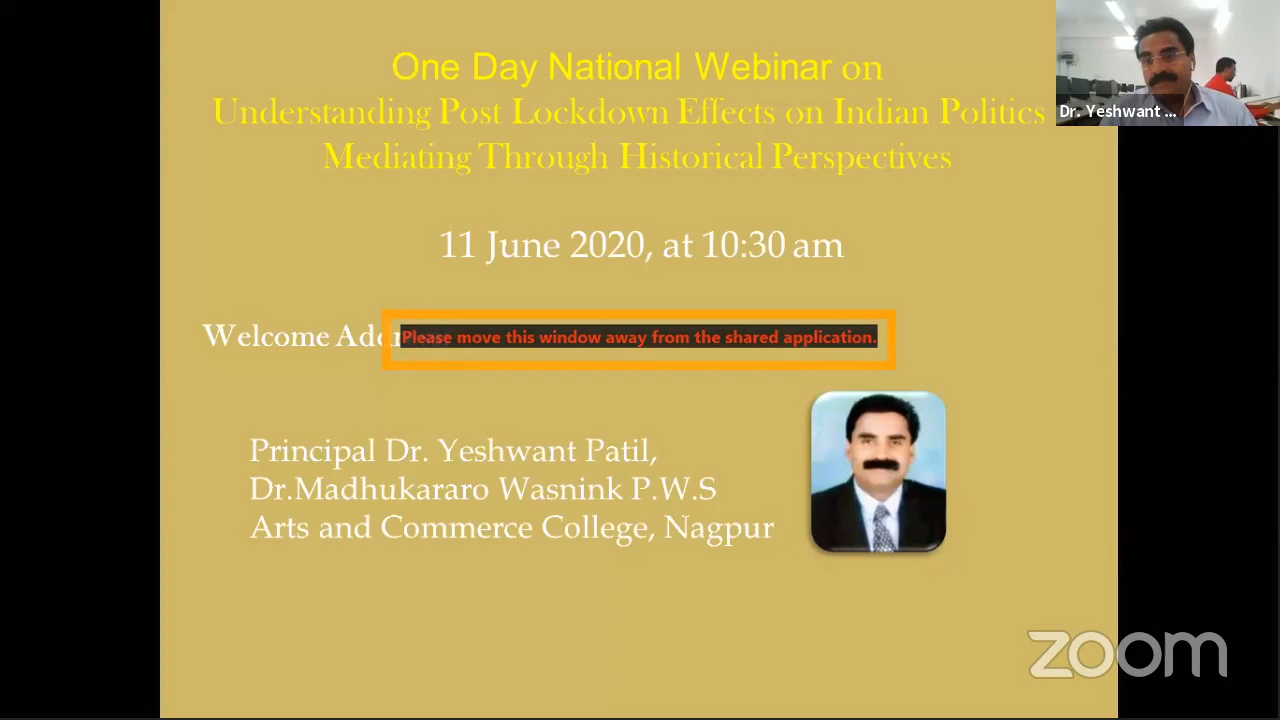 One Day National Webinar on
Understanding Post Lockdown Effects on Indian Politics
Mediating Through Historical Perspectives
Dr. Yeshwant ...
11 June 2020, at 10:30 am
Welcome
Please move this window away from the shared application.
Principal Dr. Yeshwant Patil,
Dr.Madhukararo Wasnink P.W.S
Arts and Commerce College, Nagpur
zoom